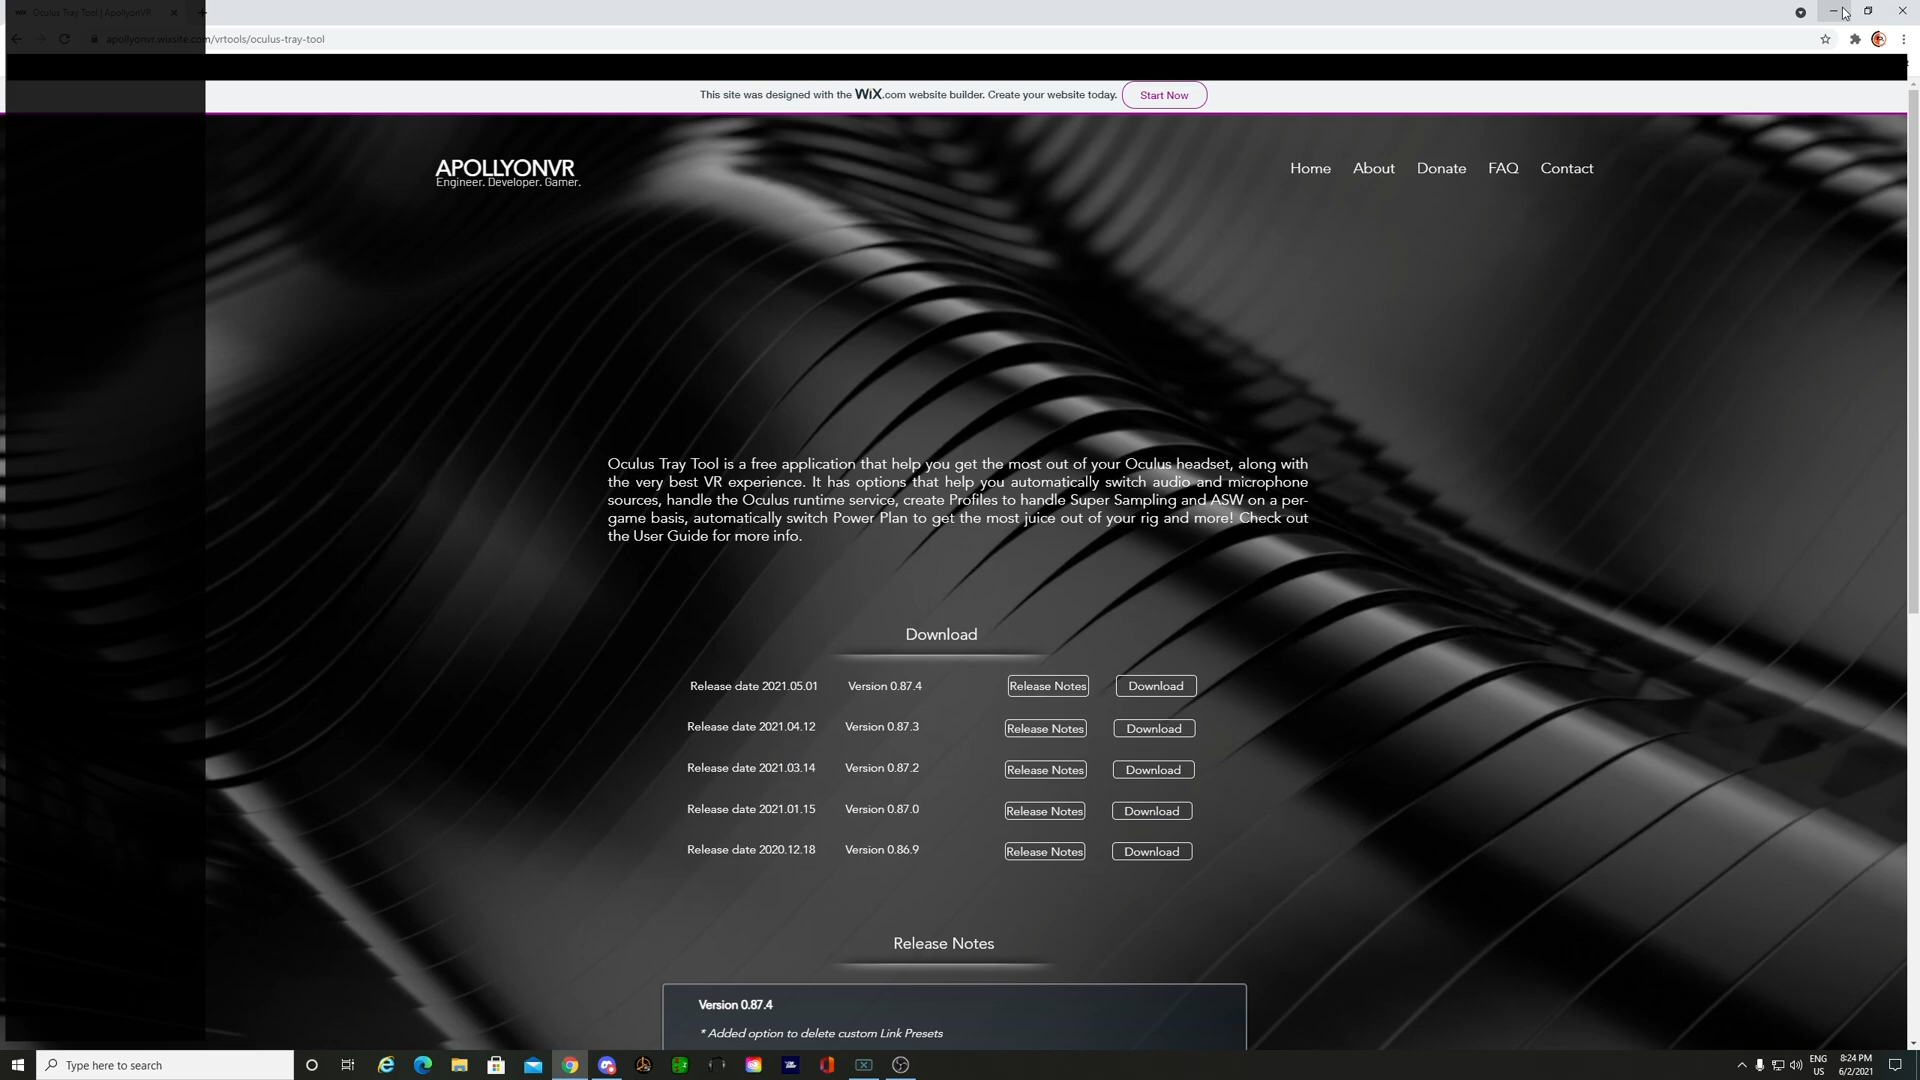 WiX Oculus Tray Tool | ApollyonVR
apollyonvr.wixsite.com/vrtools/oculus-tray-tool
This site was designed with the WiX.com website builder. Create your website today. Start Now
APOLLYONVR
Engineer. Developer. Gamer.
Home About Donate FAQ Contact
Oculus Tray Tool is a free application that help you get the most out of your Oculus headset, along with
the very best VR experience. It has options that help you automatically switch audio and microphone
sources, handle the Oculus runtime service, create Profiles to handle Super Sampling and ASW on a per-
game basis, automatically switch Power Plan to get the most juice out of your rig and more! Check out
the User Guide for more info.
Download
Release date 2021.05.01 Version 0.87.4 Release Notes Download
Release date 2021.04.12 Version 0.87.3 Release Notes Download
Release date 2021.03.14 Version 0.87.2 Release Notes Download
Release date 2021.01.15 Version 0.87.0 Release Notes Download
Release date 2020.12.18 Version 0.86.9 Release Notes Download
Release Notes
Version 0.87.4
* Added option to delete custom Link Presets
Type here to search
ENG
US
8:24 PM
6/2/2021